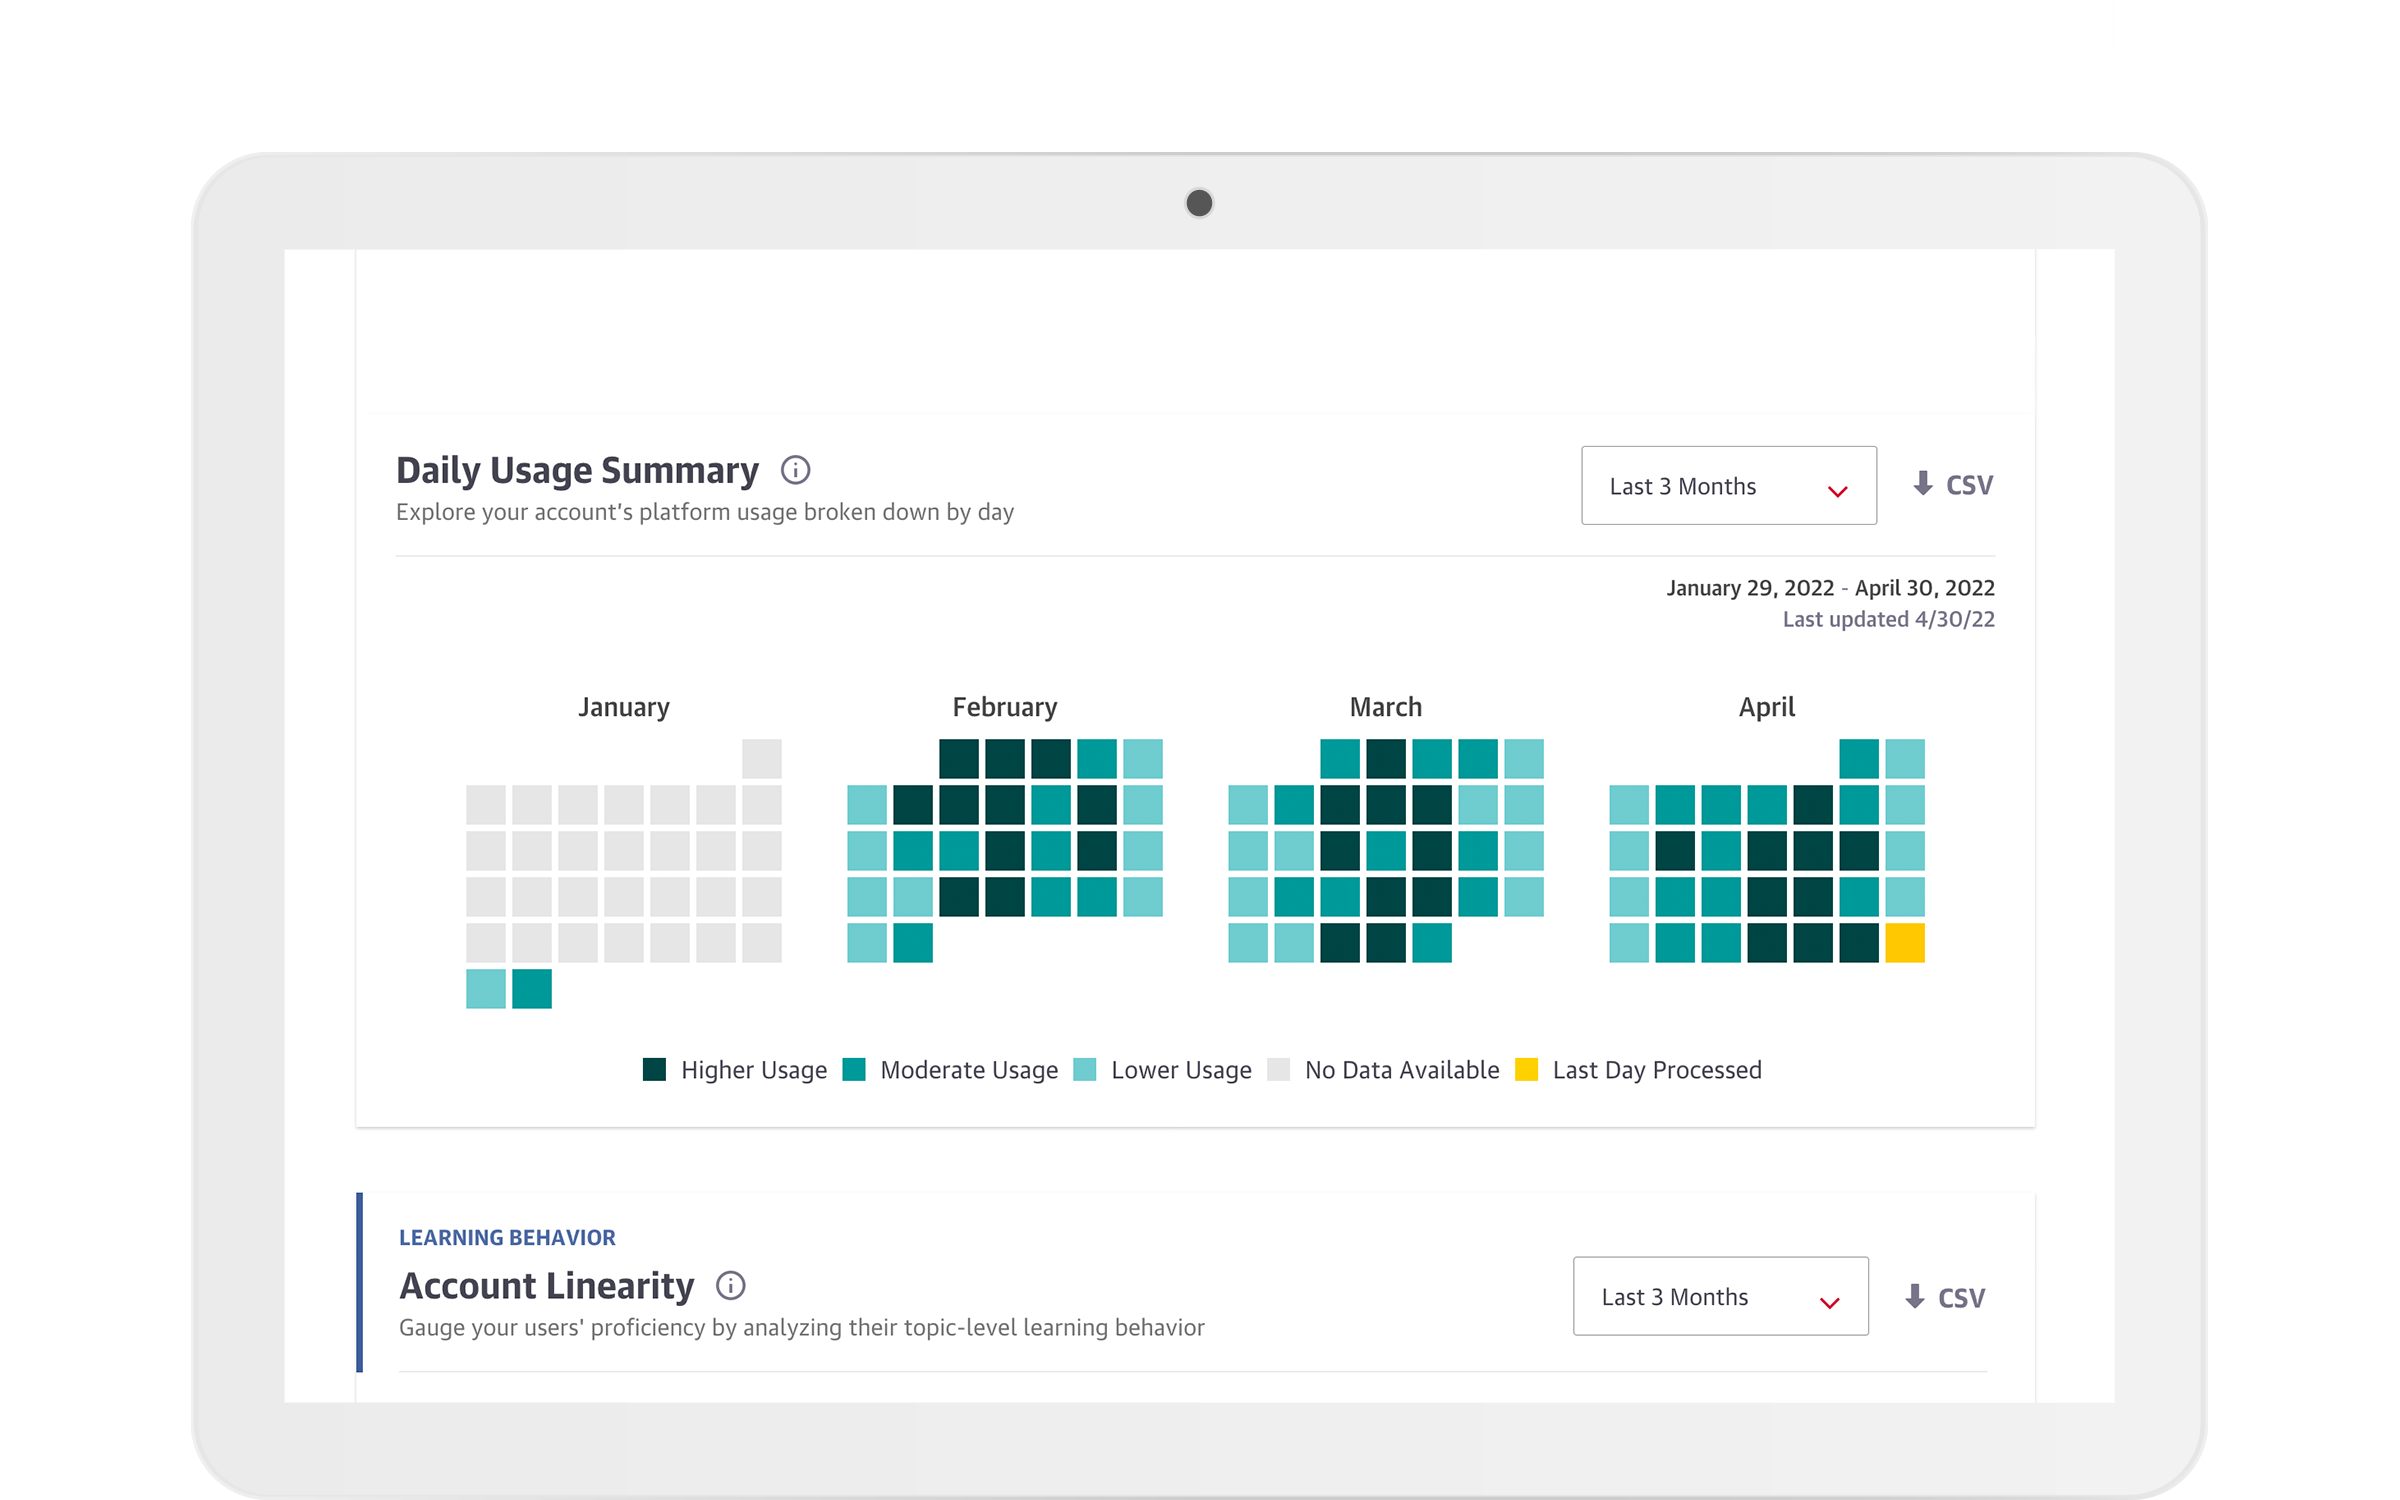 Daily Usage Summary
Explore your account's platform usage broken down by day
Last 3 Months
CSV
January 29, 2022 - April 30, 2022
Last updated 4/30/22
January February March April
Higher Usage Moderate Usage Lower Usage No Data Available Last Day Processed
LEARNING BEHAVIOR
Account Linearity
Gauge your users' proficiency by analyzing their topic-level learning behavior
Last 3 Months
CSV